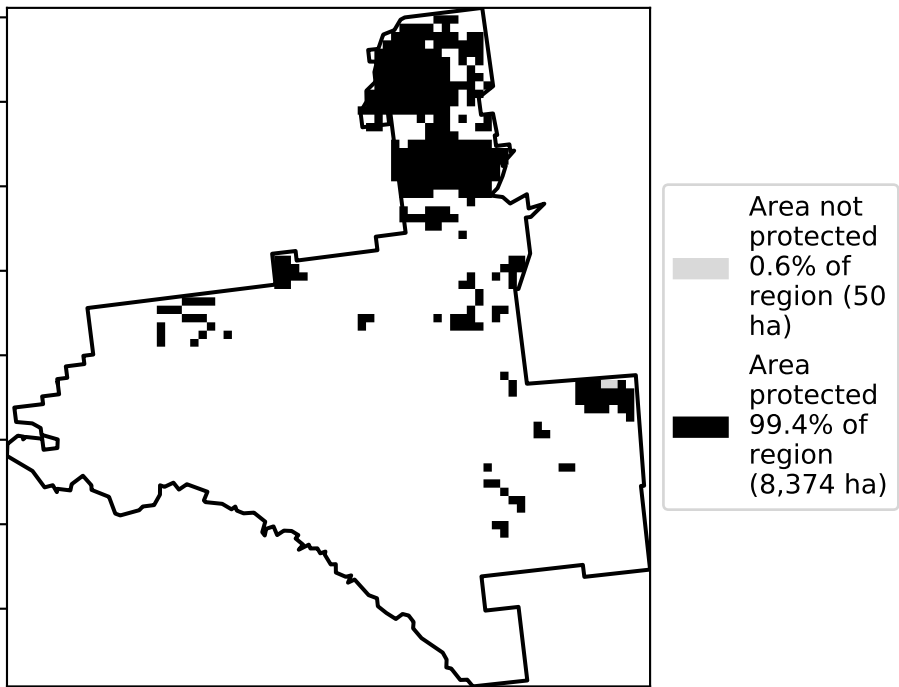 Area not
protected
0.6% of
region (50
ha)
Area
protected
99.4% of
region
(8,374 ha)